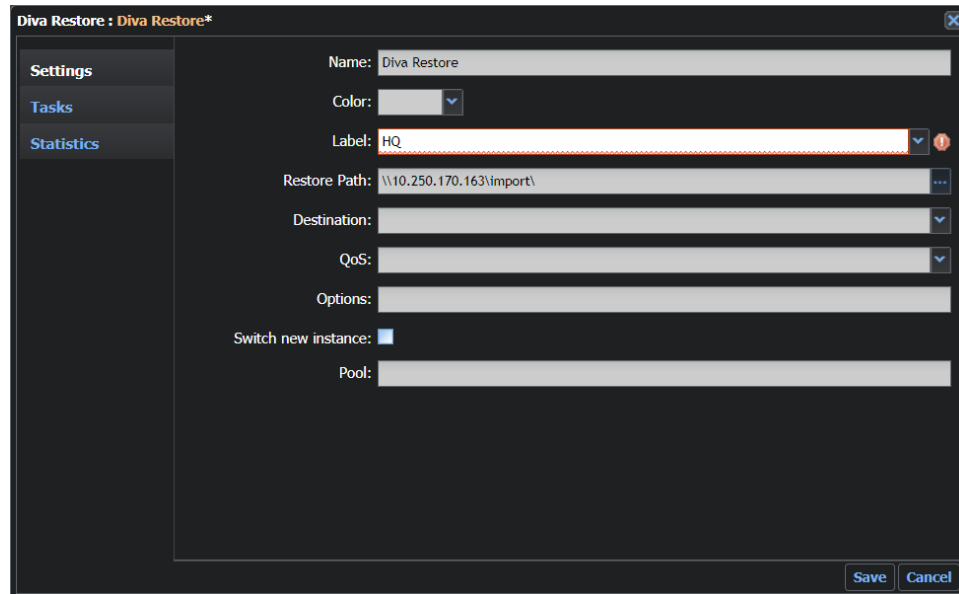 Diva Restore : Diva Restore*
Settings
Tasks
Statistics
Name: Diva Restore
Color:
Label: HQ
Restore Path: \\10.250.170.163\import\
Destination:
QoS:
Options:
Switch new instance:
Pool:
Save Cancel